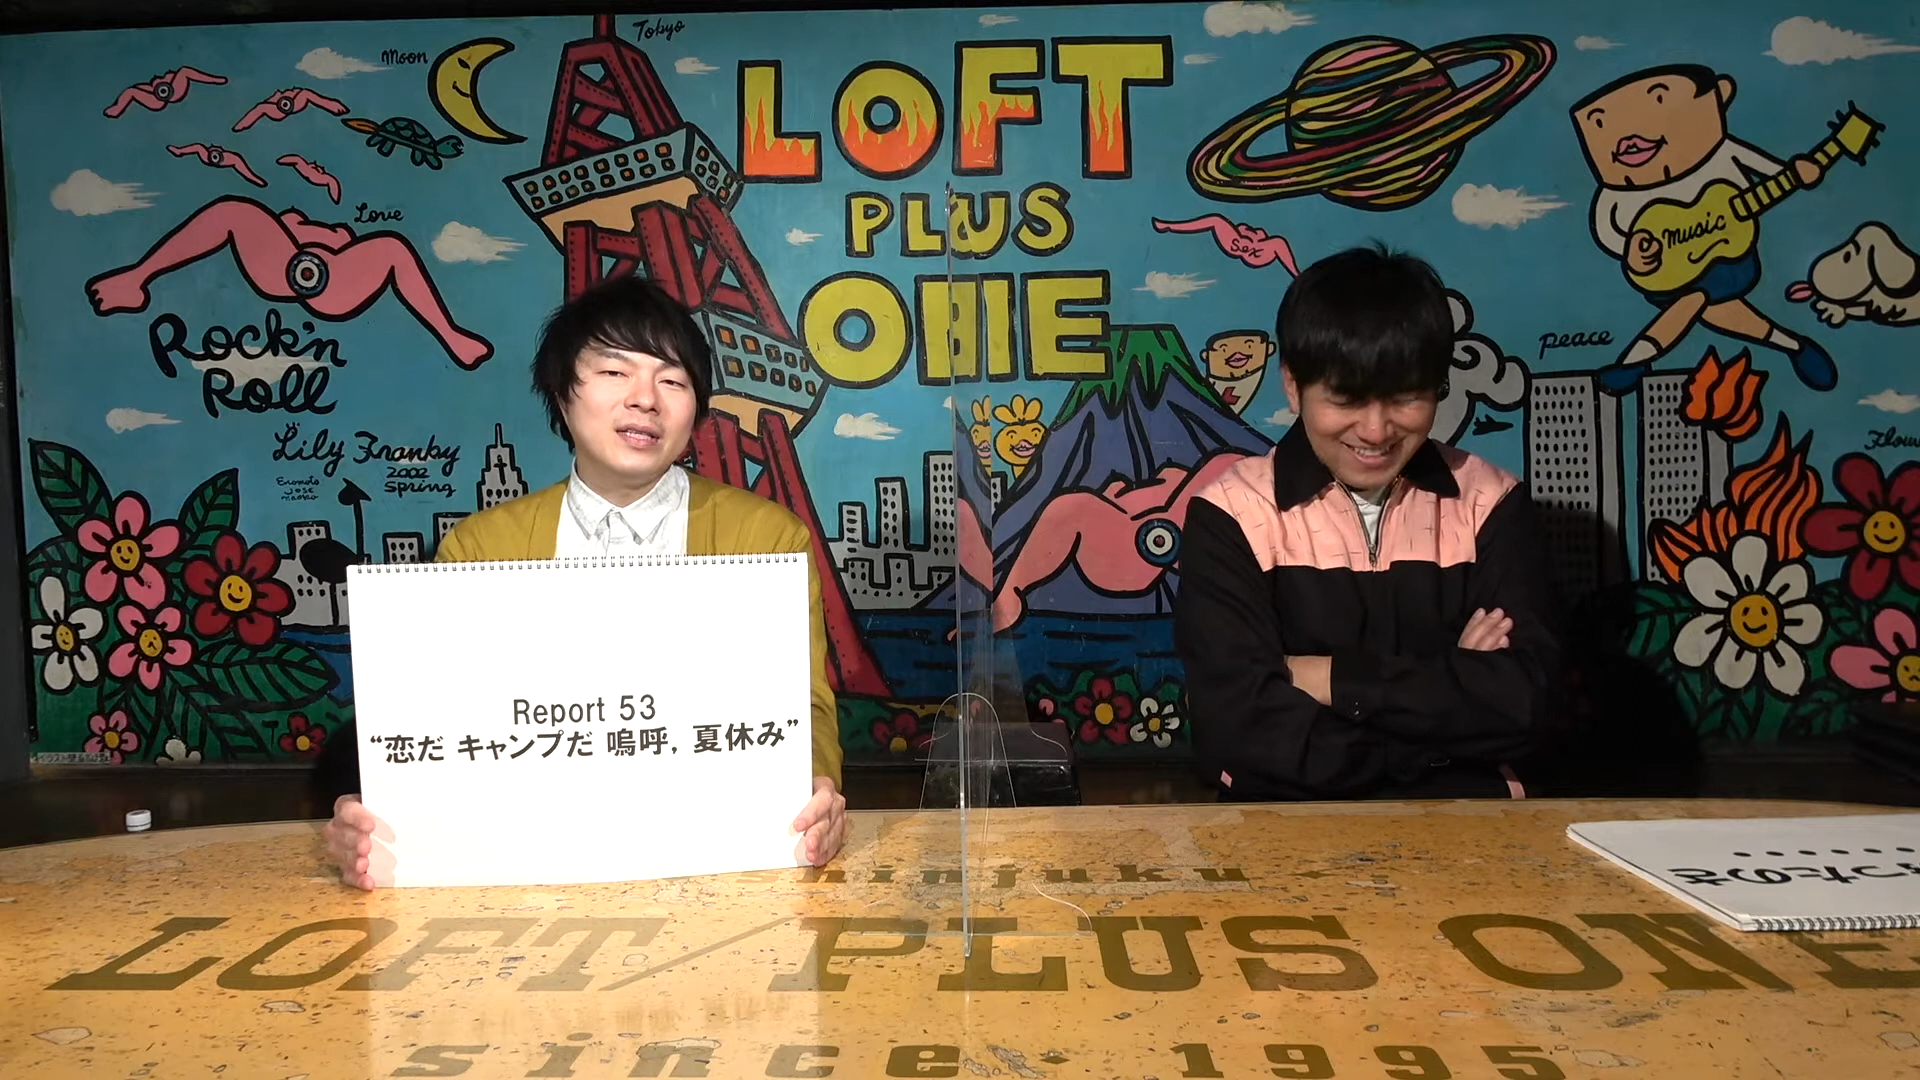 Tokyo
Moon
LOFT
PLUS
ONE
Love
Rock'n
Roll
Lily Franky
2002
Spring
Sex
Music
peace
Report 53
“恋だ キャンプだ 嗚呼, 夏休み”
Shinjuku
LOFT/PLUS ONE
since・1995